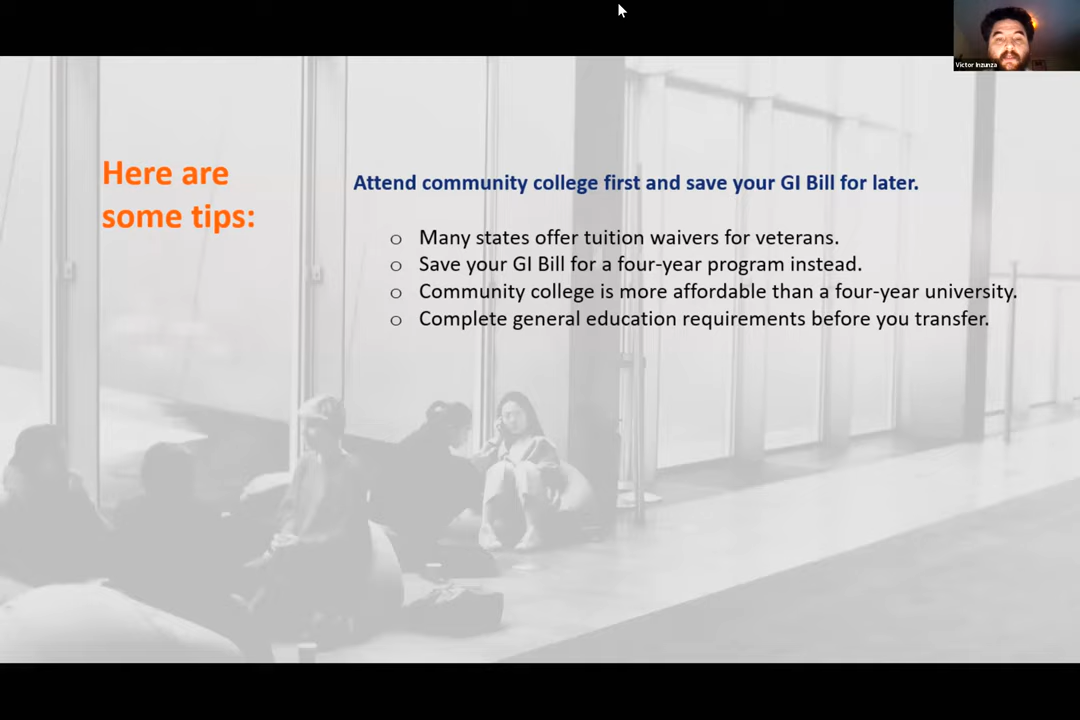 Victor Inzunza
Here are
some tips:
Attend community college first and save your GI Bill for later.
o Many states offer tuition waivers for veterans.
o Save your GI Bill for a four-year program instead.
o Community college is more affordable than a four-year university.
o Complete general education requirements before you transfer.